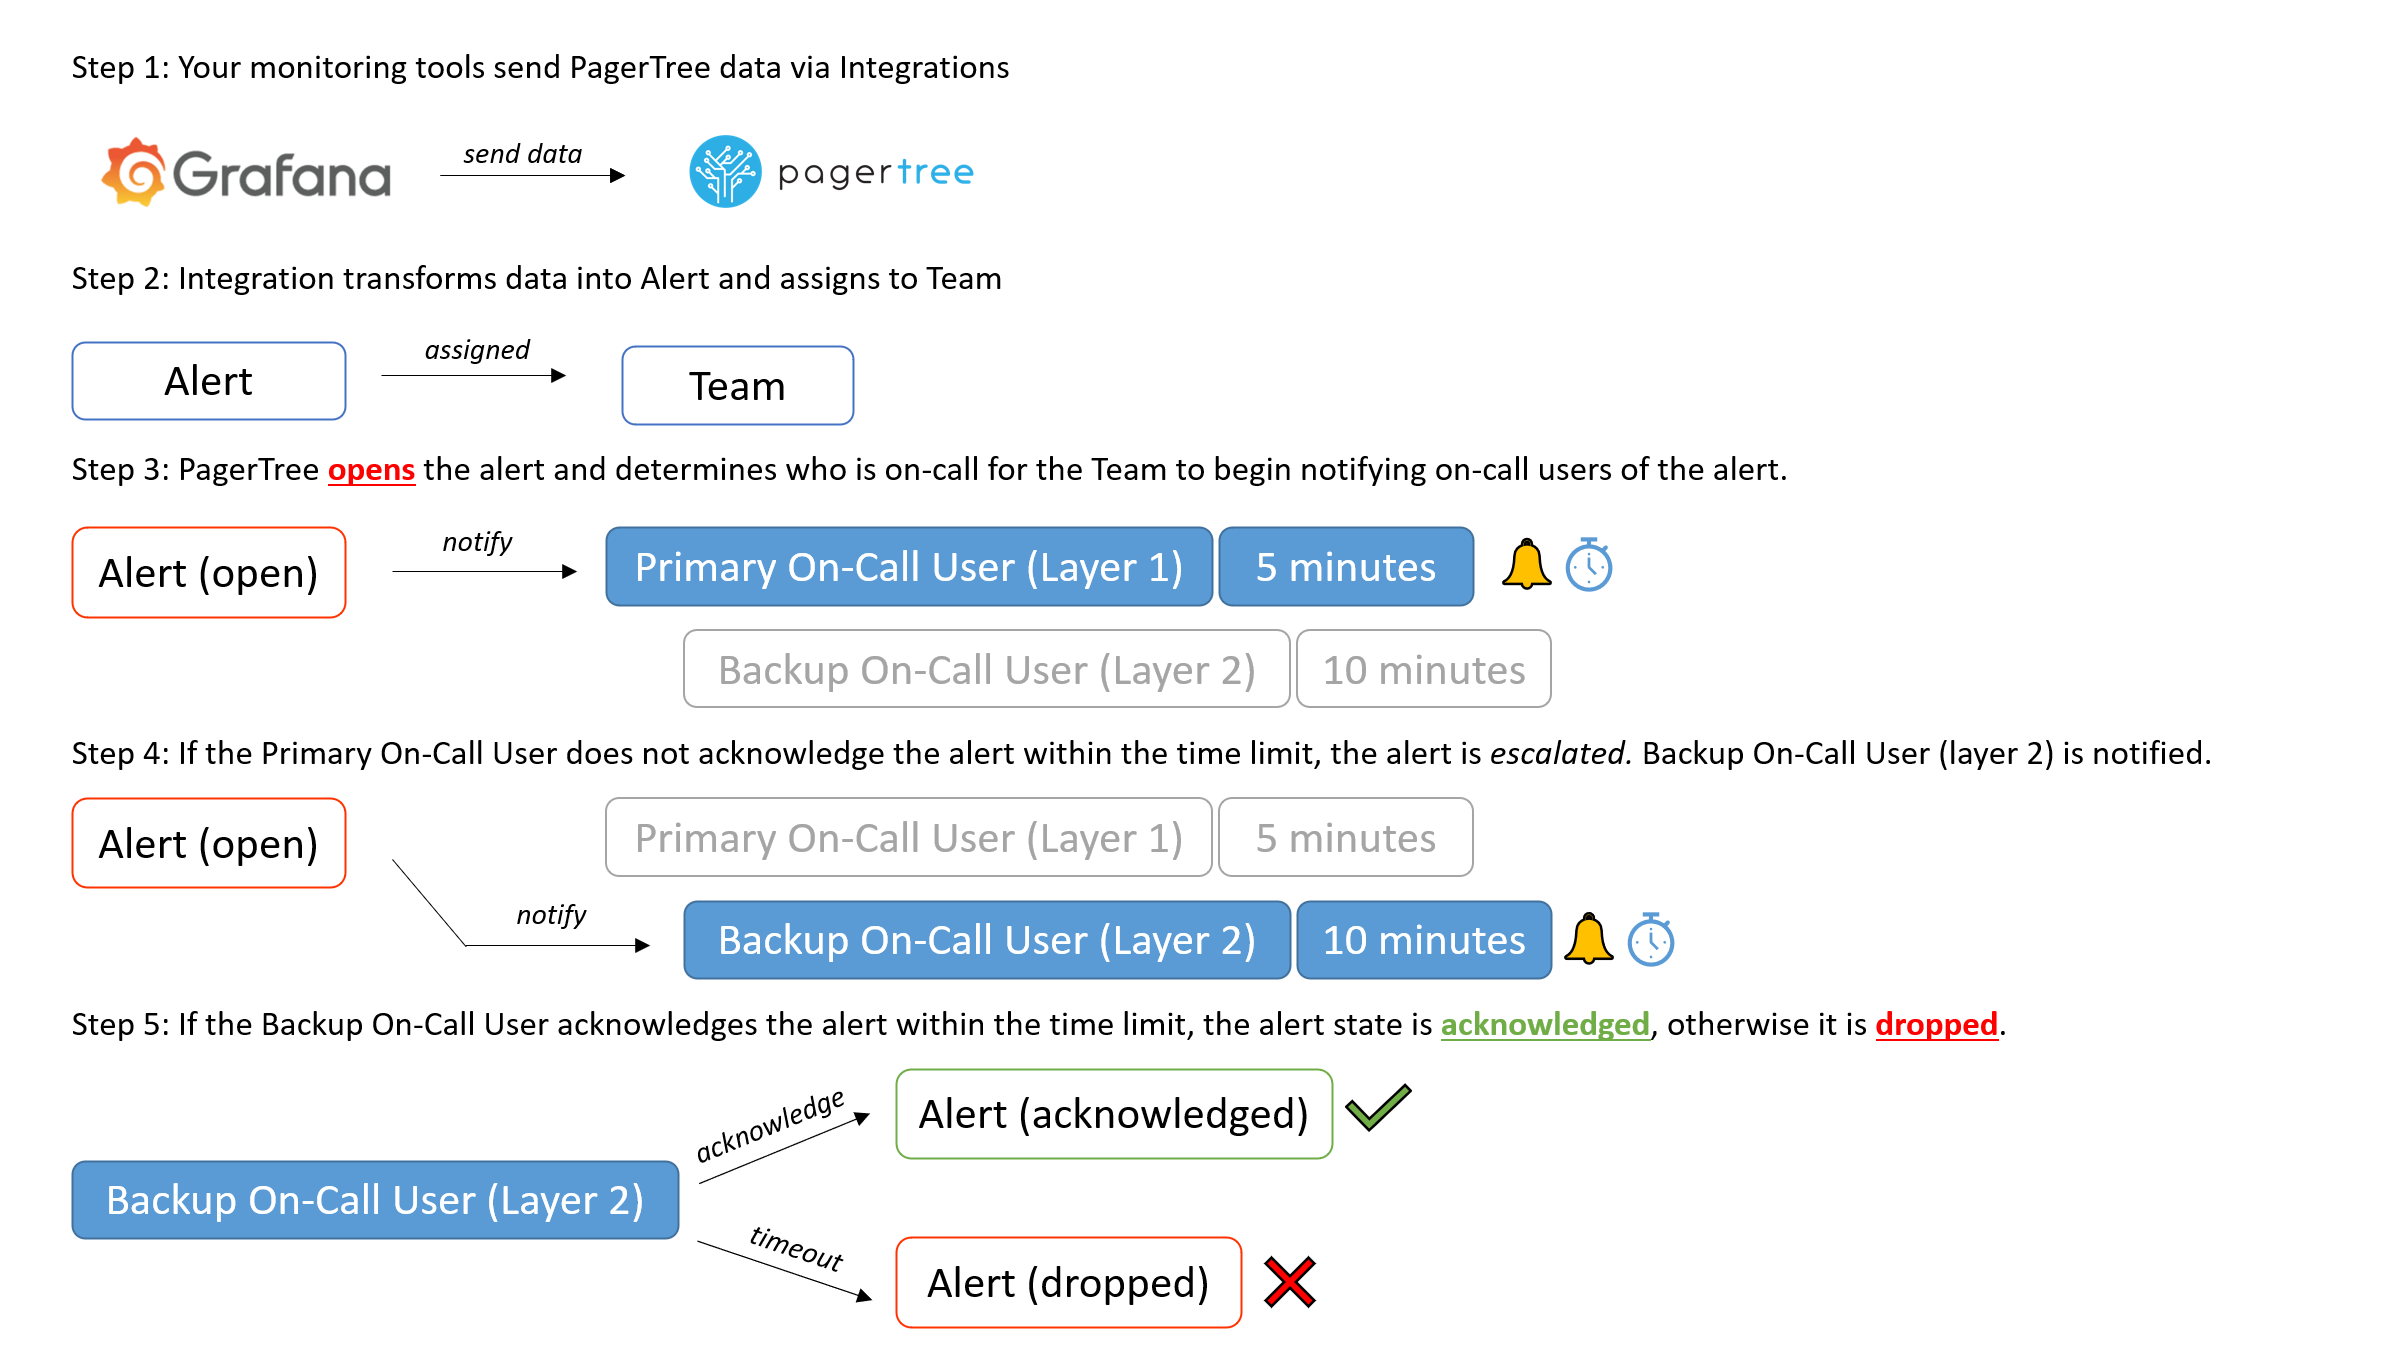 Step 1: Your monitoring tools send PagerTree data via Integrations
Grafana
send data
pagertree
Step 2: Integration transforms data into Alert and assigns to Team
Alert
assigned
Team
Step 3: PagerTree opens the alert and determines who is on-call for the Team to begin notifying on-call users of the alert.
Alert (open)
notify
Primary On-Call User (Layer 1)
5 minutes
Backup On-Call User (Layer 2)
10 minutes
Step 4: If the Primary On-Call User does not acknowledge the alert within the time limit, the alert is escalated. Backup On-Call User (layer 2) is notified.
Alert (open)
Primary On-Call User (Layer 1)
5 minutes
notify
Backup On-Call User (Layer 2)
10 minutes
Step 5: If the Backup On-Call User acknowledges the alert within the time limit, the alert state is acknowledged, otherwise it is dropped.
acknowledge
Alert (acknowledged)
Backup On-Call User (Layer 2)
timeout
Alert (dropped)